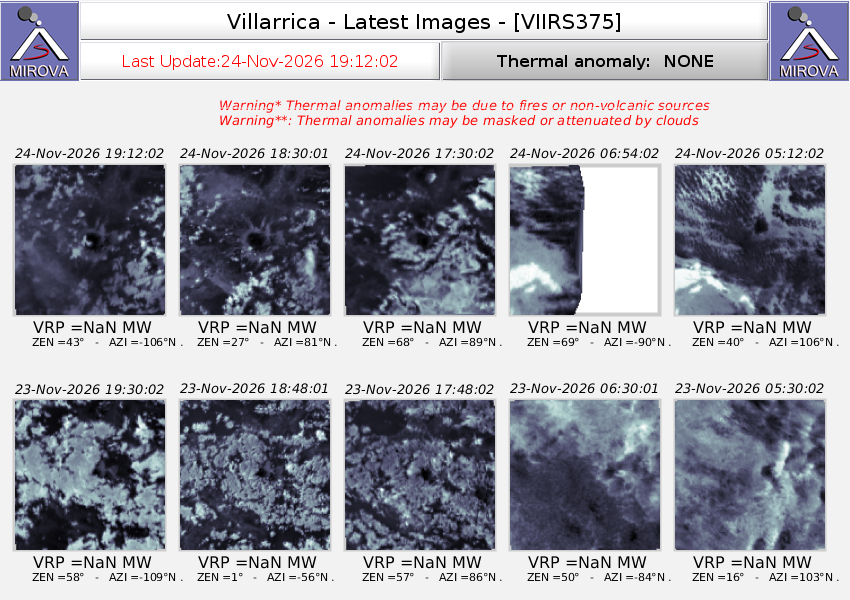 Villarrica - Latest Images - [VIIRS375]
MIROVA
Last Update:24-Nov-2026 19:12:02
Thermal anomaly: NONE
MIROVA
Warning* Thermal anomalies may be due to fires or non-volcanic sources
Warning**: Thermal anomalies may be masked or attenuated by clouds
24-Nov-2026 19:12:02 24-Nov-2026 18:30:01 24-Nov-2026 17:30:02 24-Nov-2026 06:54:02 24-Nov-2026 05:12:02
VRP =NaN MW VRP =NaN MW VRP =NaN MW VRP =NaN MW VRP =NaN MW
ZEN =43° - AZI =-106°N . ZEN =27° - AZI =81°N . ZEN =68° - AZI =89°N . ZEN =69° - AZI =-90°N . ZEN =40° - AZI =106°N .
23-Nov-2026 19:30:02 23-Nov-2026 18:48:01 23-Nov-2026 17:48:02 23-Nov-2026 06:30:01 23-Nov-2026 05:30:02
VRP =NaN MW VRP =NaN MW VRP =NaN MW VRP =NaN MW VRP =NaN MW
ZEN =58° - AZI =-109°N . ZEN =1° - AZI =-56°N . ZEN =57° - AZI =86°N . ZEN =50° - AZI =-84°N . ZEN =16° - AZI =103°N .